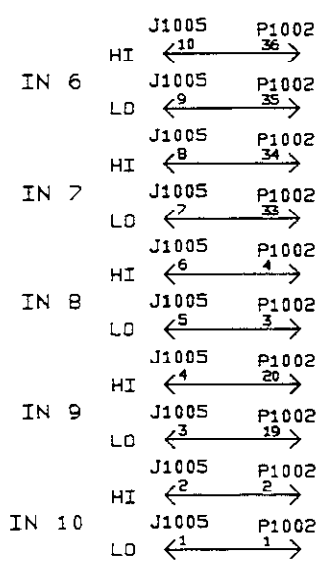 J1005 P1002
HI 10 36
IN 6 J1005 P1002
LO 9 35
J1005 P1002
HI 8 34
IN 7 J1005 P1002
LO 7 33
J1005 P1002
HI 6 4
IN 8 J1005 P1002
LO 5 3
J1005 P1002
HI 4 20
IN 9 J1005 P1002
LO 3 19
J1005 P1002
HI 2 2
IN 10 J1005 P1002
LO 1 1